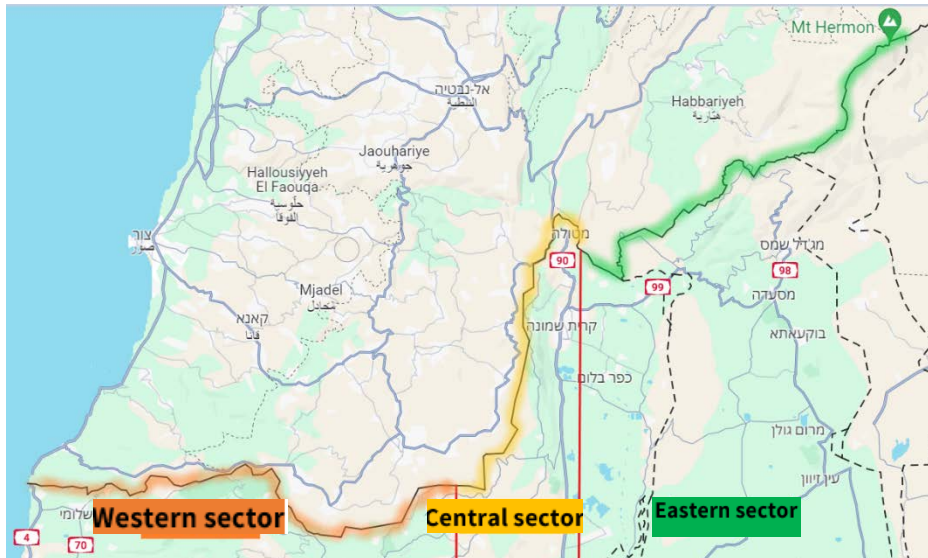 Mt Hermon
אל-נבטיה
النبطية
Habbariyeh
هبارية
Jaouhariye
جوهرية
Hallousiyyeh
El Faouqa
حلوسية
الفوقا
צור
صور
מטולה
90
מג'דל שמס
98
99
מסעדה
Mjadel
مجادل
קאנא
قانا
קרית שמונה
בוקעאתא
כפר בלום
מרום גולן
עין זיוון
שלומי
Western sector
Central sector
Eastern sector
4
70